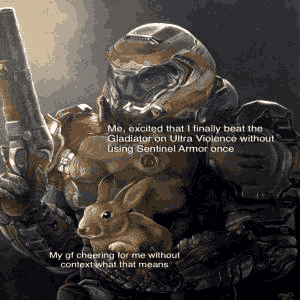 Me, excited that I finally beat the
Gladiator on Ultra Violence without
using Sentinel Armor once
My gf cheering for me without
context what that means